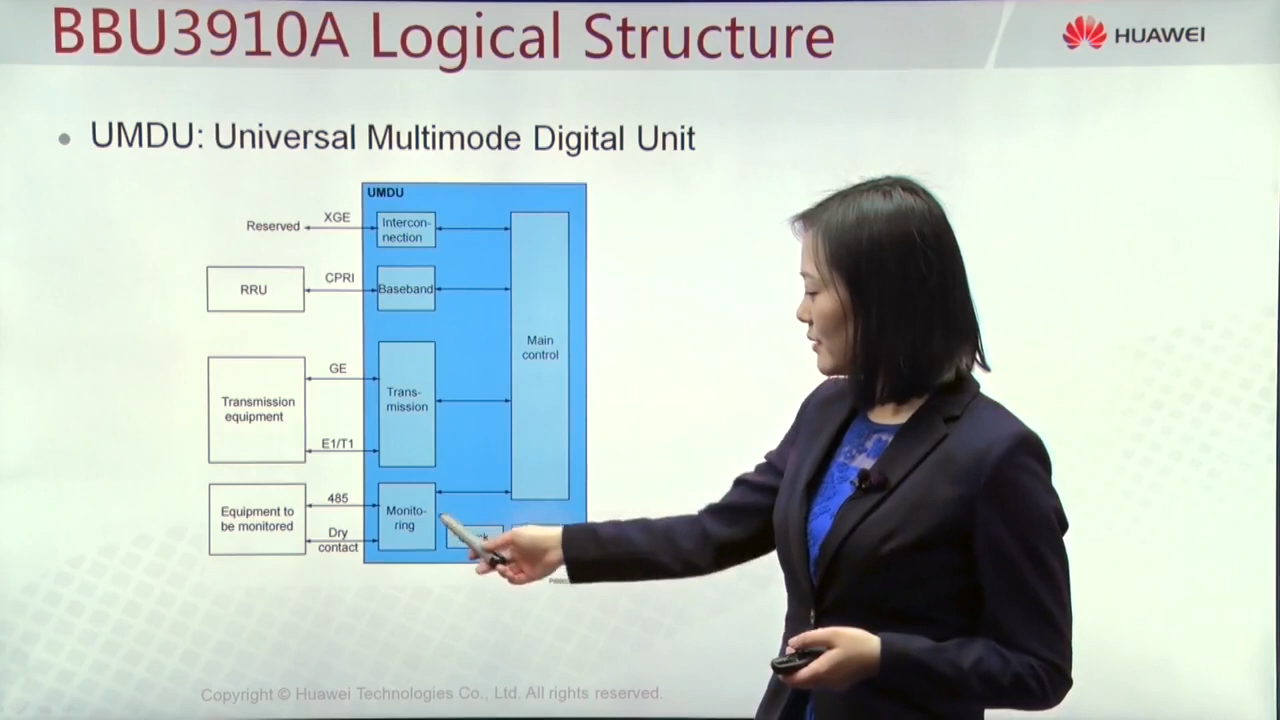 BBU3910A Logical Structure
HUAWEI
• UMDU: Universal Multimode Digital Unit
UMDU
Reserved
XGE
Intercon-
nection
RRU
CPRI
Baseband
Main
control
Transmission
equipment
GE
E1/T1
Trans-
mission
Equipment to
be monitored
485
Dry
contact
Monito-
ring
Copyright © Huawei Technologies Co., Ltd. All rights reserved.